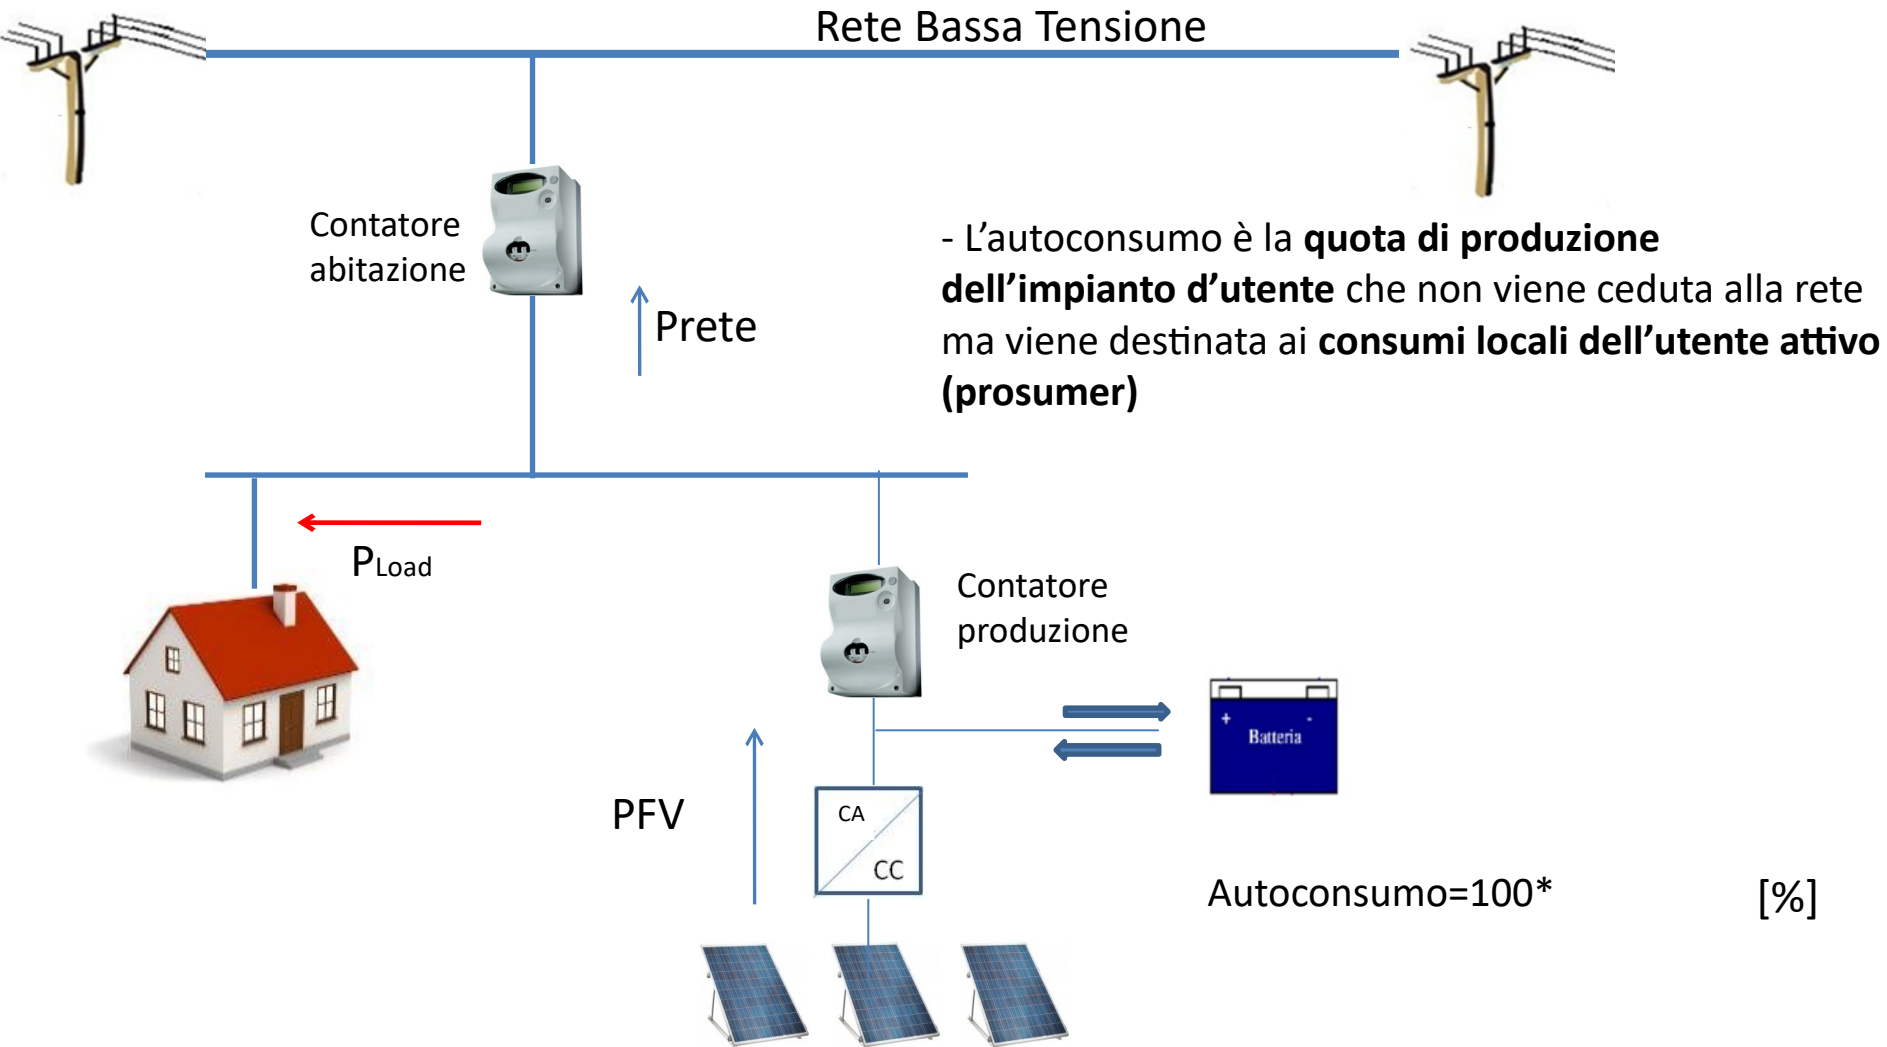 Rete Bassa Tensione
Contatore
abitazione
Prete
- L’autoconsumo è la quota di produzione
dell’impianto d’utente che non viene ceduta alla rete
ma viene destinata ai consumi locali dell’utente attivo
(prosumer)
PLoad
Contatore
produzione
+ -
Batteria
PFV
CA
CC
Autoconsumo=100* [%]